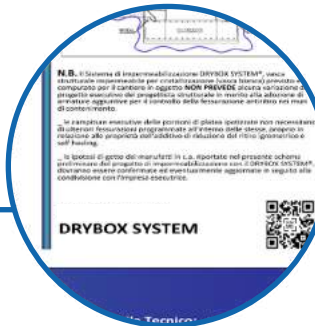 N.B. Il Sistema di impermeabilizzazione DRYBOX SYSTEM®, vasca
strutturale impermeabile per cristallizzazione (vasca bianca) previsto e
computato per il cantiere in oggetto NON PREVEDE alcuna variazione d
progetto esecutivo del progettista strutturale in merito alla adozione di
armature aggiuntive per il controllo della fessurazione antiritiro nei muri
di contenimento.
_ le campiture esecutive delle porzioni di platea ipotizzate non necessitano
di ulteriori fessurazioni programmate all'interno delle stesse, proprio in
relazione alle proprietà dell'additivo di riduzione del ritiro igrometrico e
self healing.
_ le ipotesi di getto dei manufatti in c.a. riportate nel presente schema
preliminare del progetto di impermeabilizzazione con il DRYBOX SYSTEM®,
dovranno essere confermate ed eventualmente aggiornate in seguito alla
condivisione con l'impresa esecutrice.
DRYBOX SYSTEM
Tecnico: